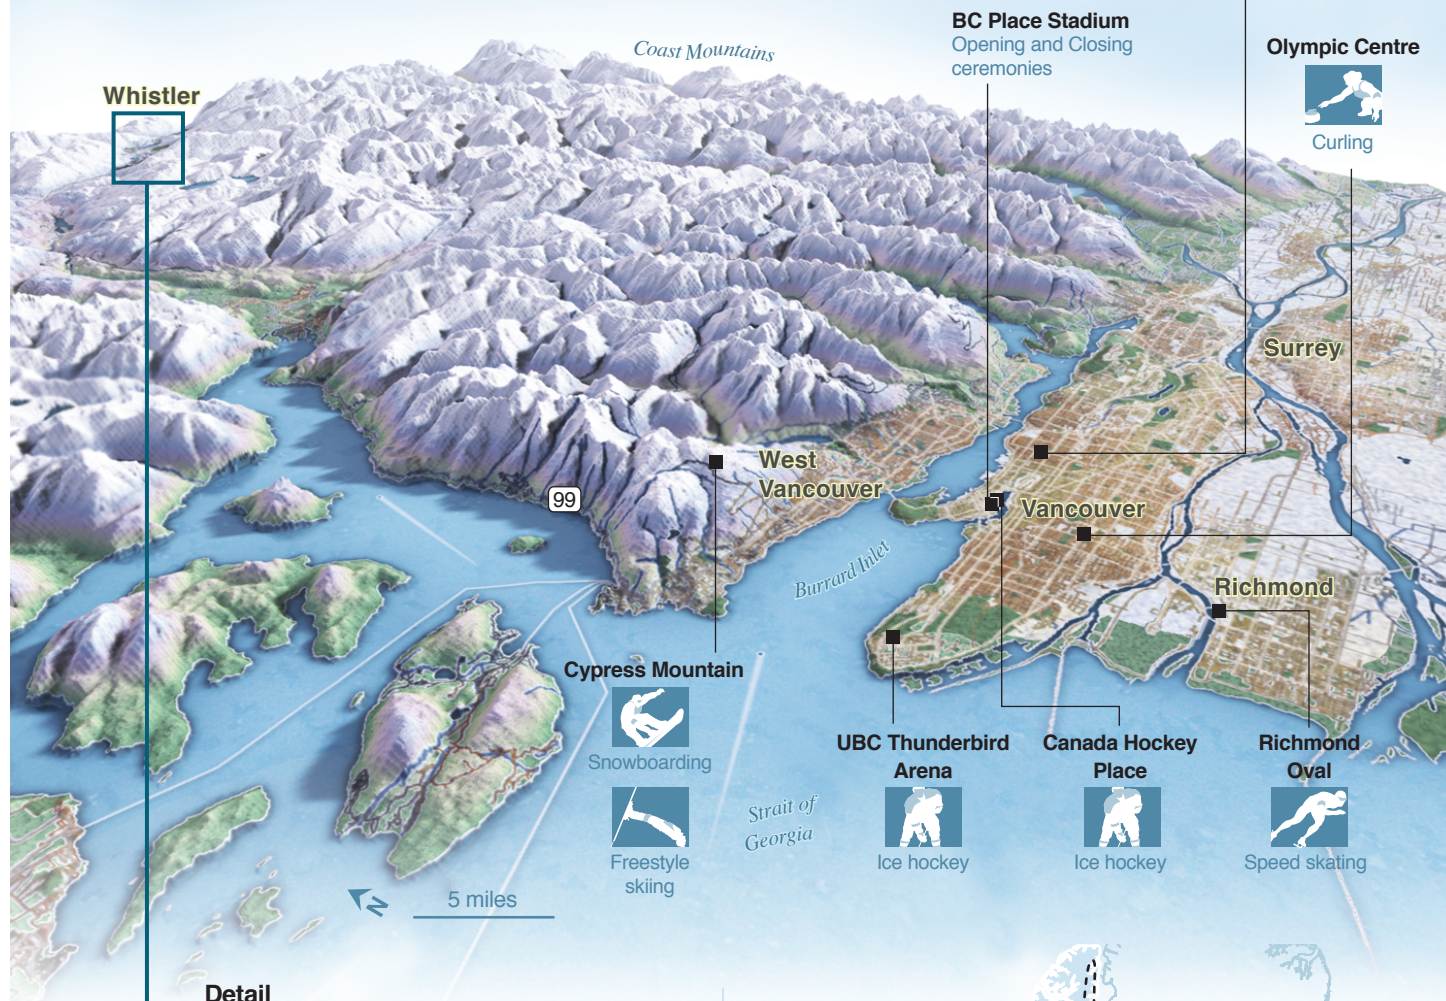 BC Place Stadium
Opening and Closing
ceremonies
Olympic Centre
Curling
Coast Mountains
Whistler
Surrey
West
Vancouver
99
Vancouver
Burrard Inlet
Richmond
Cypress Mountain
Snowboarding
Freestyle
skiing
UBC Thunderbird
Arena
Ice hockey
Canada Hockey
Place
Ice hockey
Richmond
Oval
Speed skating
Strait of
Georgia
N
5 miles
Detail